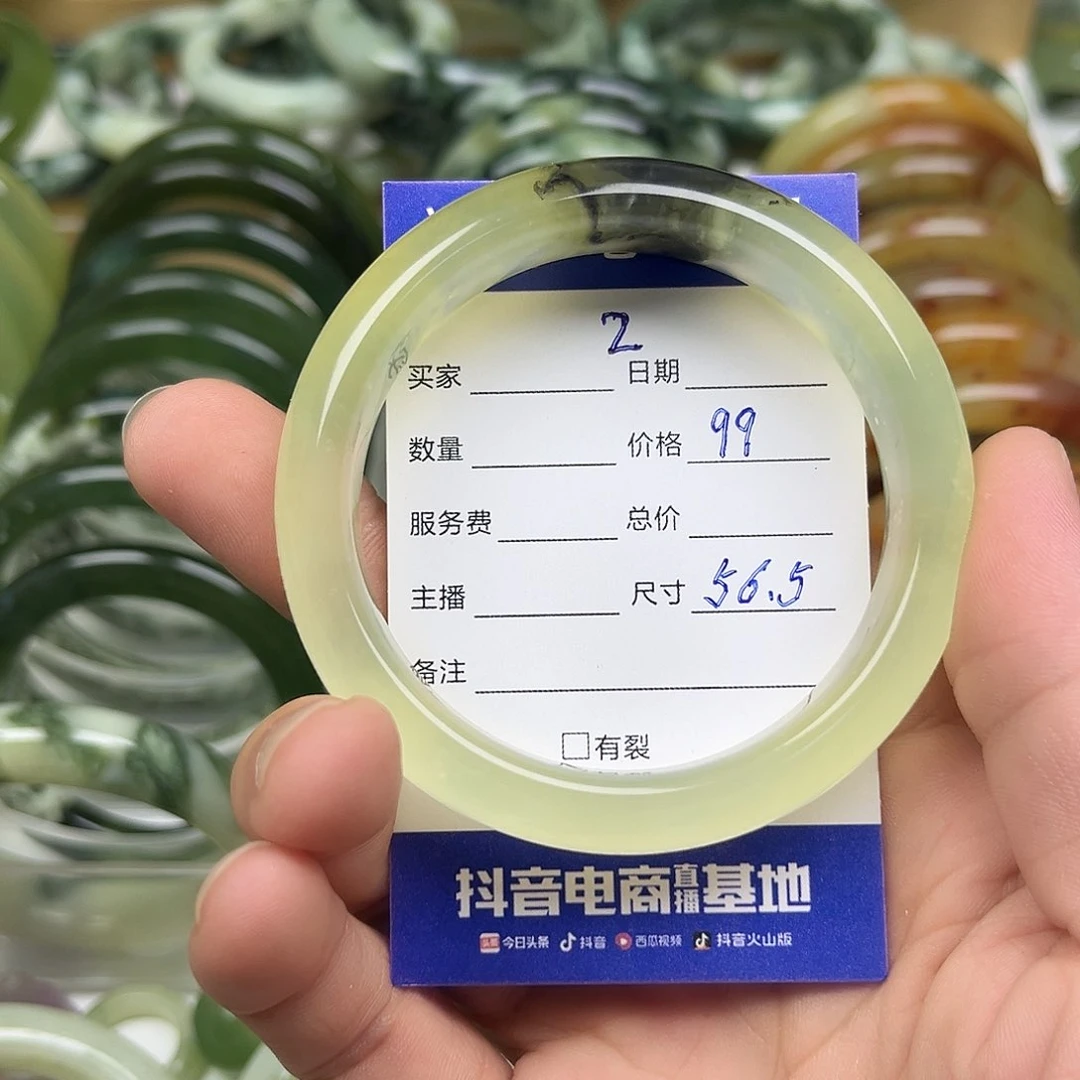 2
买家 日期
数量 价格 99
服务费 总价
主播 尺寸 56.5
备注
□有裂
抖音电商直播基地
头条 今日头条 抖音 西瓜视频 抖音火山版